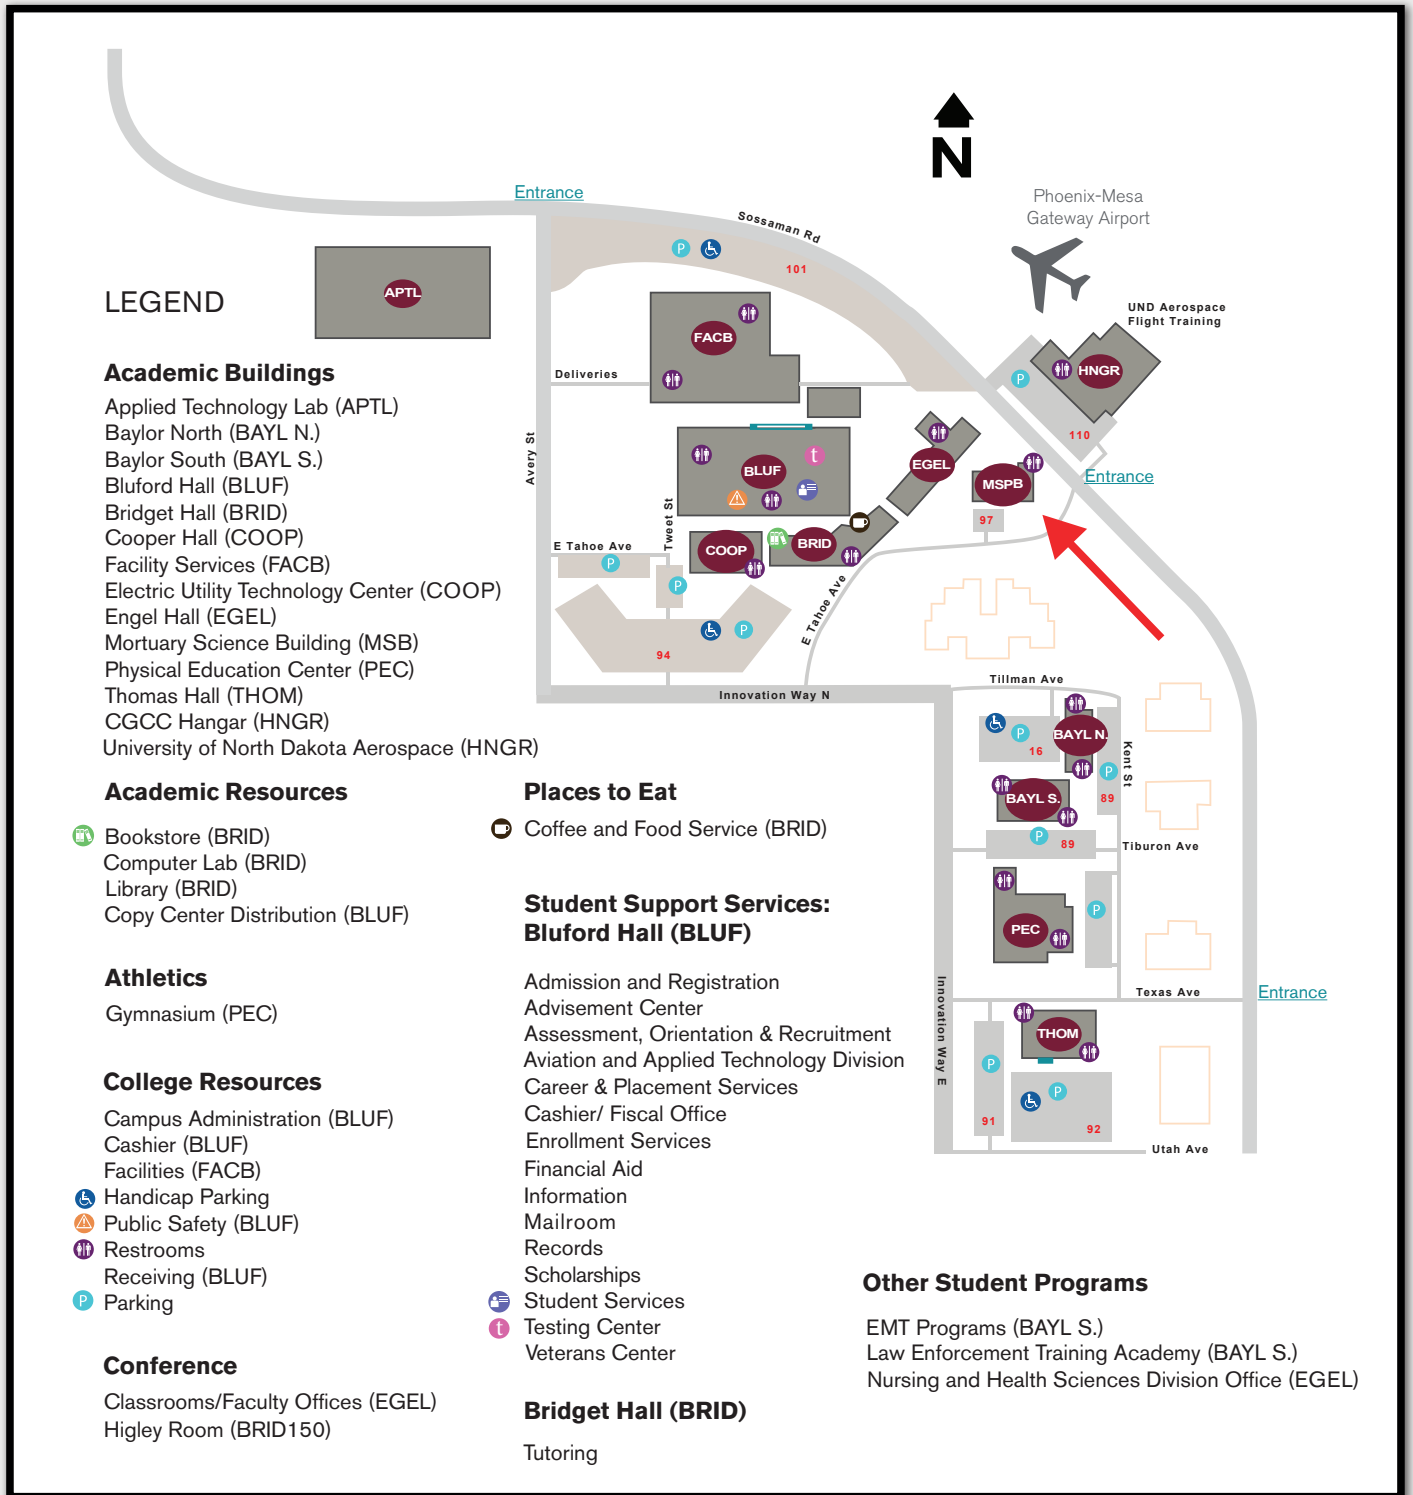 N
Phoenix-Mesa
Gateway Airport
Entrance
Sossaman Rd
P
101
APTL
LEGEND
FACB
UND Aerospace
Flight Training
HNGR
P
110
Deliveries
Avery St
BLUF
t
EGEL
MSPB
Entrance
97
Tweet St
COOP
BRID
E Tahoe Ave
P
P
E Tahoe Ave
P
94
Innovation Way N
Tillman Ave
P
16
BAYL N.
Kent St
P
89
BAYL S.
P
89
Tiburon Ave
PEC
P
Innovation Way E
Texas Ave
Entrance
THOM
P
P
91
92
Utah Ave
Academic Buildings
Applied Technology Lab (APTL)
Baylor North (BAYL N.)
Baylor South (BAYL S.)
Bluford Hall (BLUF)
Bridget Hall (BRID)
Cooper Hall (COOP)
Facility Services (FACB)
Electric Utility Technology Center (COOP)
Engel Hall (EGEL)
Mortuary Science Building (MSB)
Physical Education Center (PEC)
Thomas Hall (THOM)
CGCC Hangar (HNGR)
University of North Dakota Aerospace (HNGR)
Academic Resources
Bookstore (BRID)
Computer Lab (BRID)
Library (BRID)
Copy Center Distribution (BLUF)
Athletics
Gymnasium (PEC)
College Resources
Campus Administration (BLUF)
Cashier (BLUF)
Facilities (FACB)
Handicap Parking
Public Safety (BLUF)
Restrooms
Receiving (BLUF)
P Parking
Conference
Classrooms/Faculty Offices (EGEL)
Higley Room (BRID150)
Places to Eat
Coffee and Food Service (BRID)
Student Support Services:
Bluford Hall (BLUF)
Admission and Registration
Advisement Center
Assessment, Orientation & Recruitment
Aviation and Applied Technology Division
Career & Placement Services
Cashier/ Fiscal Office
Enrollment Services
Financial Aid
Information
Mailroom
Records
Scholarships
Student Services
t Testing Center
Veterans Center
Bridget Hall (BRID)
Tutoring
Other Student Programs
EMT Programs (BAYL S.)
Law Enforcement Training Academy (BAYL S.)
Nursing and Health Sciences Division Office (EGEL)